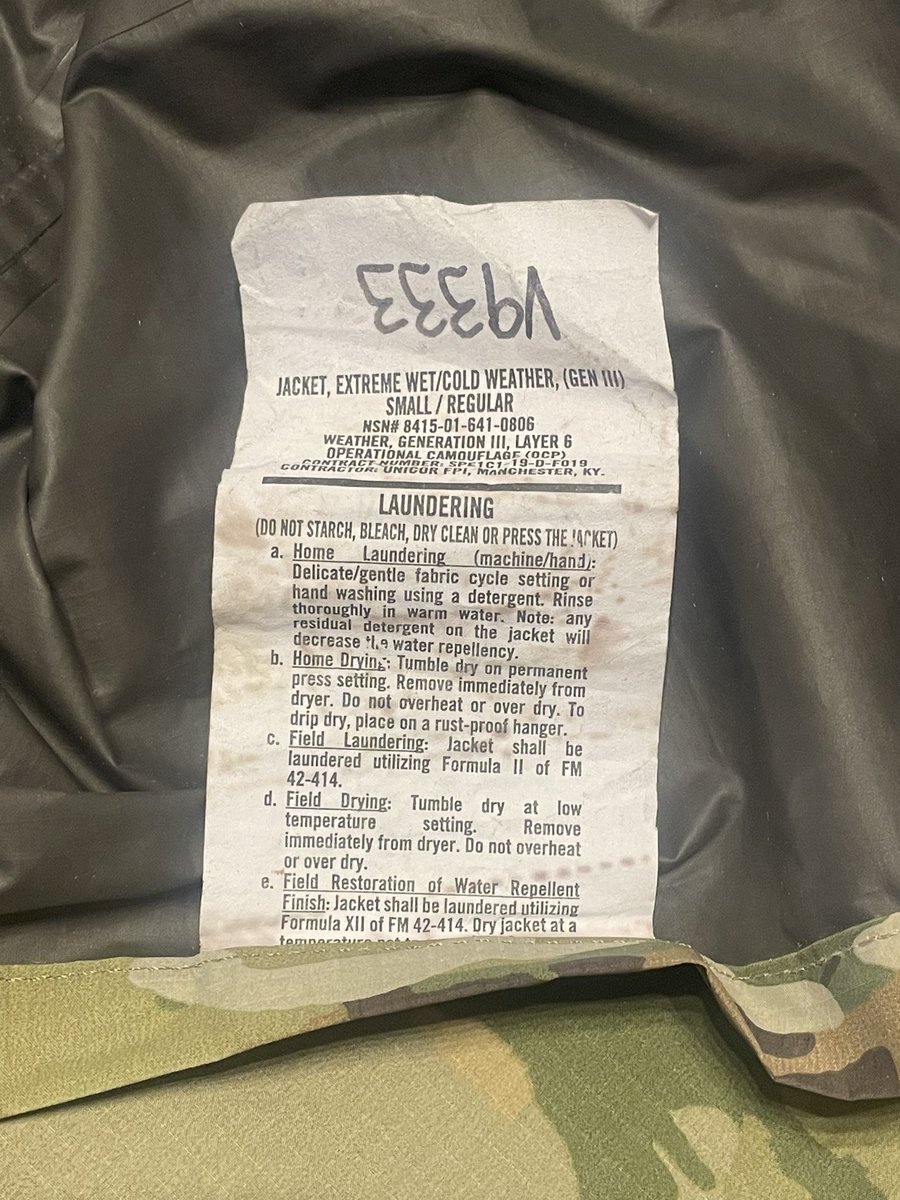 JACKET, EXTREME WET/COLD WEATHER, (GEN III)
SMALL / REGULAR
NSN# 8415-01-641-0806
WEATHER, GENERATION III, LAYER 6
OPERATIONAL CAMOUFLAGE (OCP)
CONTRACT NUMBER: SPE1C1-19-D-F019
CONTRACTOR: UNICOR FPI, MANCHESTER, KY.
LAUNDERING
(DO NOT STARCH, BLEACH, DRY CLEAN OR PRESS THE JACKET)
a. Home Laundering (machine/hand):
Delicate/gentle fabric cycle setting or
hand washing using a detergent. Rinse
thoroughly in warm water. Note: any
residual detergent on the jacket will
decrease the water repellency.
b. Home Drying: Tumble dry on permanent
press setting. Remove immediately from
dryer. Do not overheat or over dry. To
drip dry, place on a rust-proof hanger.
c. Field Laundering: Jacket shall be
laundered utilizing Formula II of FM
42-414.
d. Field Drying: Tumble dry at low
temperature setting. Remove
immediately from dryer. Do not overheat
or over dry.
e. Field Restoration of Water Repellent
Finish: Jacket shall be laundered utilizing
Formula XII of FM 42-414. Dry jacket at a
temperature not